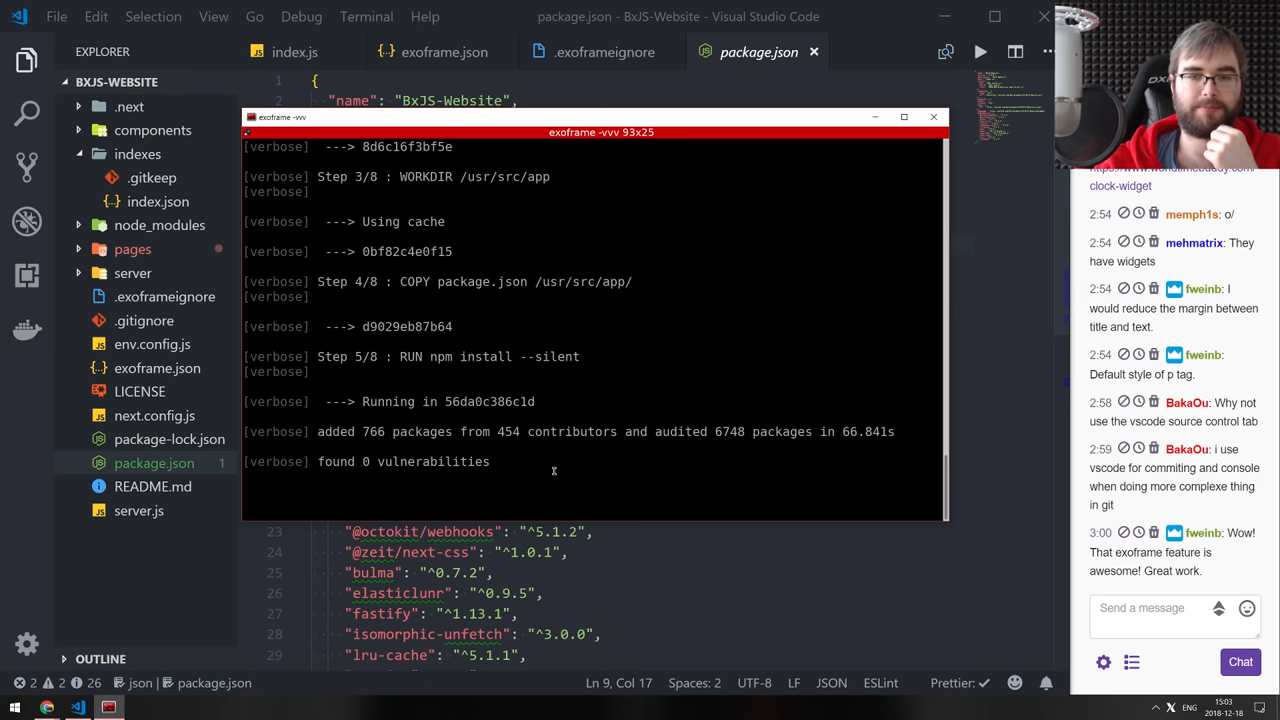 File Edit Selection View Go Debug Terminal Help
package.json - BxJS-Website - Visual Studio Code
EXPLORER
index.js
exoframe.json
.exoframeignore
package.json
BXJS-WEBSITE
.next
components
indexes
.gitkeep
index.json
node_modules
pages
server
.exoframeignore
.gitignore
env.config.js
exoframe.json
LICENSE
next.config.js
package-lock.json
package.json 1
README.md
server.js
OUTLINE
1 {
2 "name": "BxJS-Website",
exoframe -vvv
exoframe -vvv 93x25
[verbose] ---> 8d6c16f3bf5e
[verbose] Step 3/8 : WORKDIR /usr/src/app
[verbose]
[verbose] ---> Using cache
[verbose] ---> 0bf82c4e0f15
[verbose] Step 4/8 : COPY package.json /usr/src/app/
[verbose]
[verbose] ---> d9029eb87b64
[verbose] Step 5/8 : RUN npm install --silent
[verbose]
[verbose] ---> Running in 56da0c386c1d
[verbose] added 766 packages from 454 contributors and audited 6748 packages in 66.841s
[verbose] found 0 vulnerabilities
23 "@octokit/webhooks": "^5.1.2",
24 "@zeit/next-css": "^1.0.1",
25 "bulma": "^0.7.2",
26 "elasticlunr": "^0.9.5",
27 "fastify": "^1.13.1",
28 "isomorphic-unfetch": "^3.0.0",
29 "lru-cache": "^5.1.1",
2 2 26 json package.json
Ln 9, Col 17 Spaces: 2 UTF-8 LF JSON ESLint Prettier:
clock-widget
2:54 memph1s: o/
2:54 mehmatrix: They
have widgets
2:54 fweinb: I
would reduce the margin between
title and text.
2:54 fweinb:
Default style of p tag.
2:58 BakaOu: Why not
use the vscode source control tab
2:59 BakaOu: i use
vscode for commiting and console
when doing more complexe thing
in git
3:00 fweinb: Wow!
That exoframe feature is
awesome! Great work.
Send a message
Chat
ENG
15:03
2018-12-18